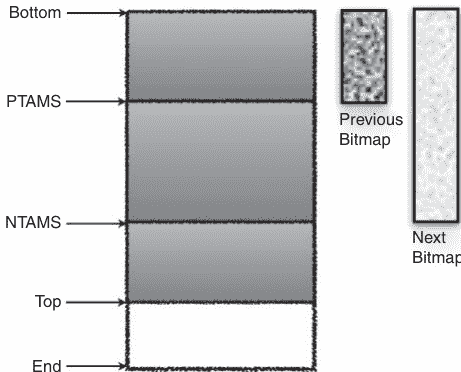 Bottom
PTAMS
Previous
Bitmap
NTAMS
Next
Bitmap
Top
End